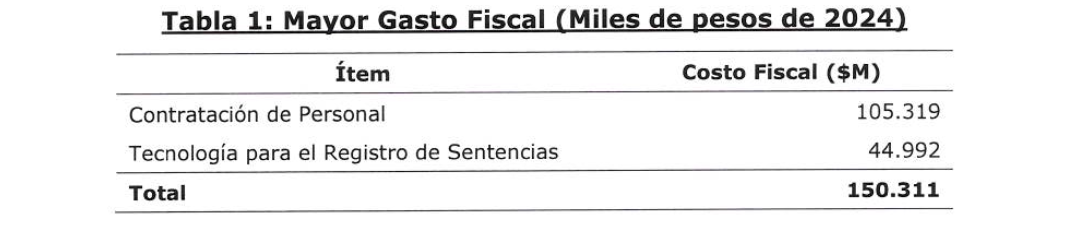 Tabla 1: Mayor Gasto Fiscal (Miles de pesos de 2024)
Ítem Costo Fiscal ($M)
Contratación de Personal 105.319
Tecnología para el Registro de Sentencias 44.992
Total 150.311